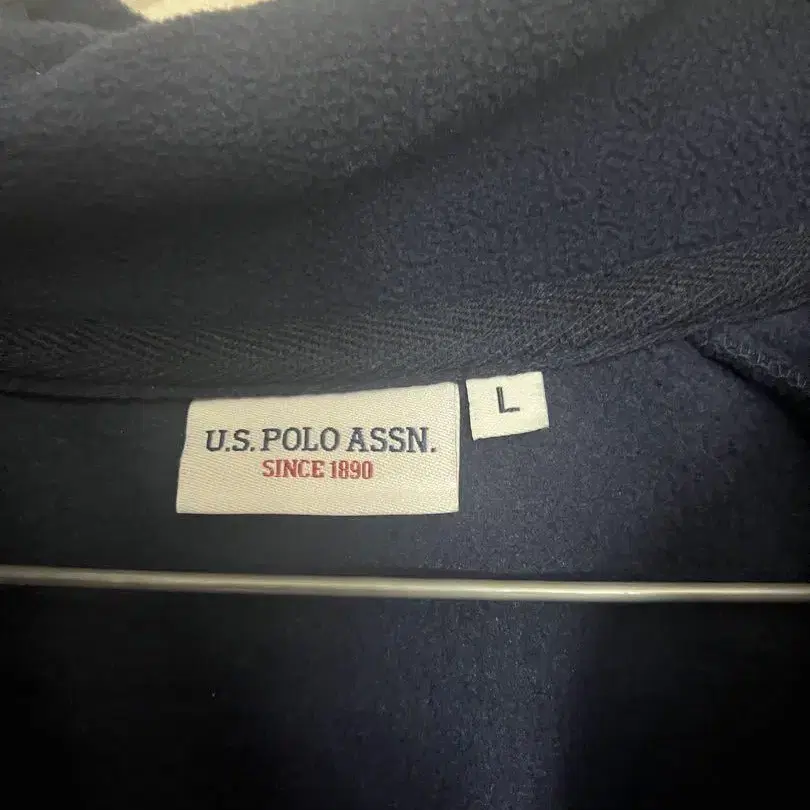 U.S. POLO ASSN.
SINCE 1890
L